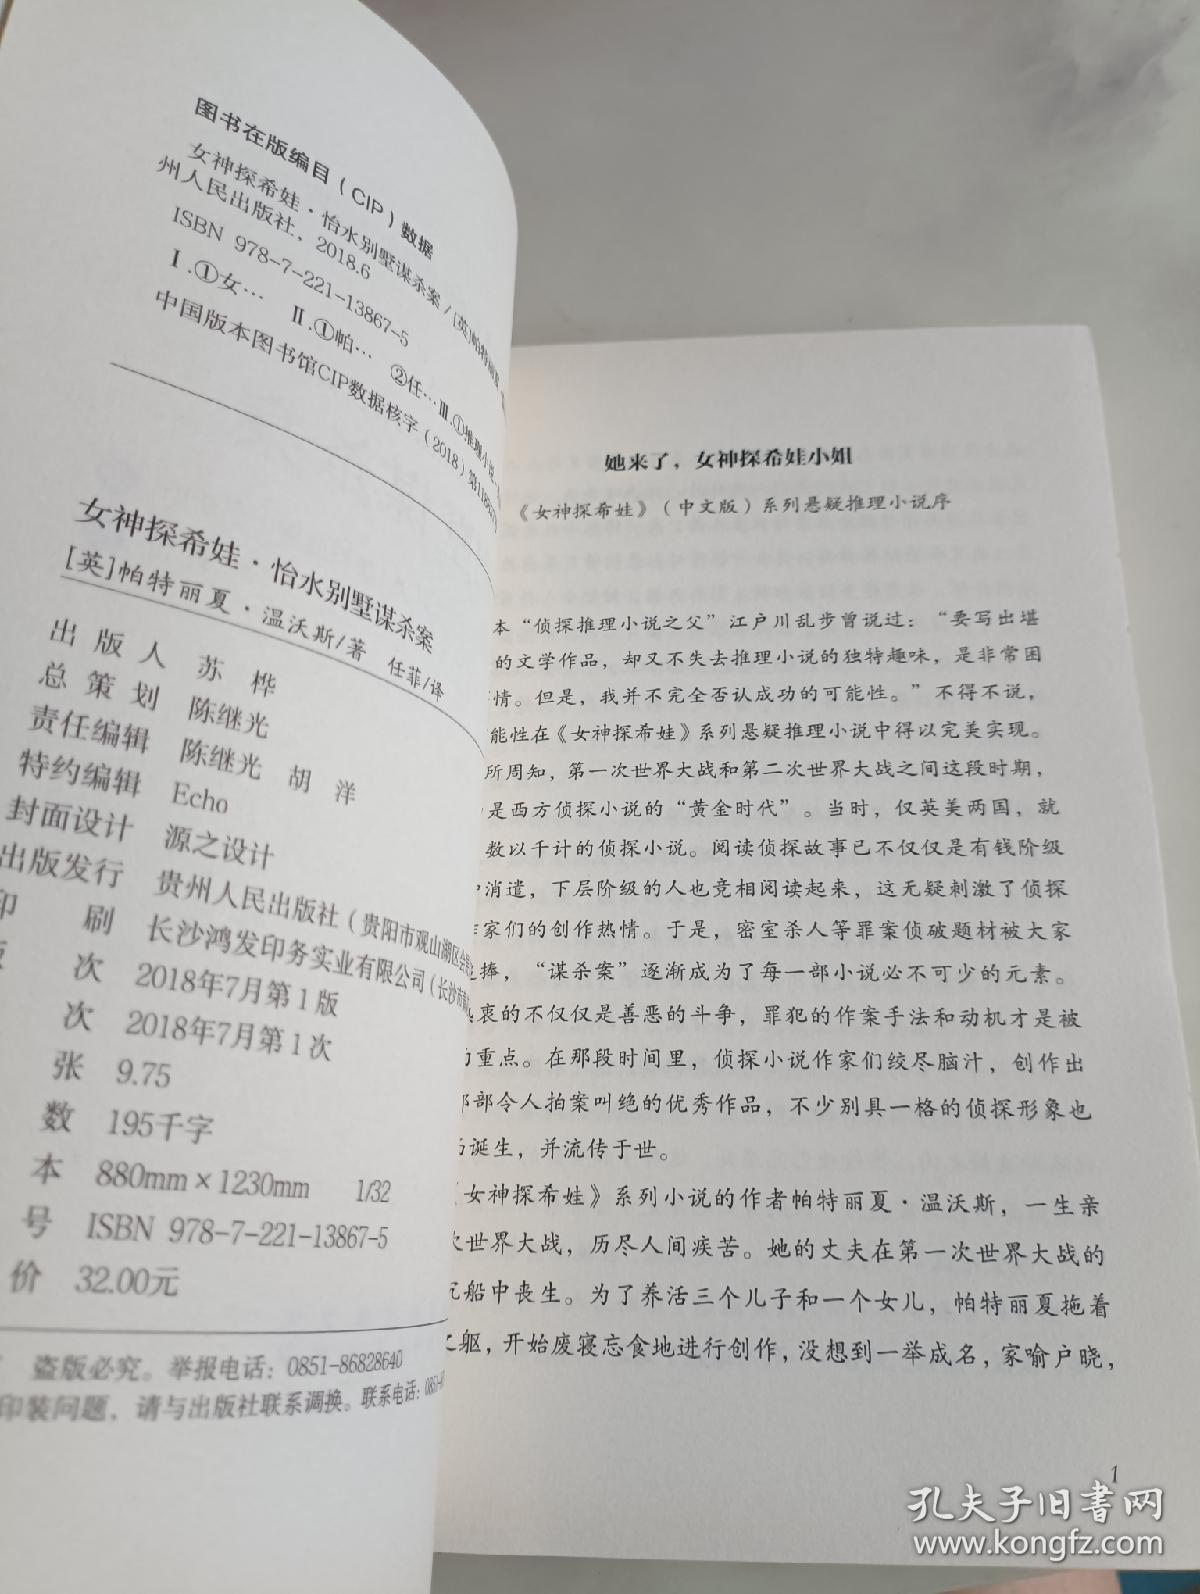 图书在版编目（CIP）数据
女神探希娃·怡水别墅谋杀案／[英]帕特丽夏
州人民出版社，2018.6
ISBN 978-7-221-13867-5
Ⅰ.①女… Ⅱ.①帕… ②任… Ⅲ.①推理小说
中国版本图书馆CIP数据核字（2018）第
女神探希娃·怡水别墅谋杀案
[英]帕特丽夏·温沃斯/著 任菲/译
出版人 苏桦
总策划 陈继光
责任编辑 陈继光 胡洋
特约编辑 Echo
封面设计 源之设计
出版发行 贵州人民出版社（贵阳市观山湖区会展
印刷 长沙鸿发印务实业有限公司（长沙市
次 2018年7月第1版
次 2018年7月第1次
张 9.75
数 195千字
本 880mm×1230mm 1/32
号 ISBN 978-7-221-13867-5
价 32.00元
盗版必究。举报电话：0851-86828640
印装问题，请与出版社联系调换。联系电话：
她来了，女神探希娃小姐
《女神探希娃》（中文版）系列悬疑推理小说序
本“侦探推理小说之父”江户川乱步曾说过：“要写出堪
的文学作品，却又不失去推理小说的独特趣味，是非常困
情。但是，我并不完全否认成功的可能性。”不得不说，
能性在《女神探希娃》系列悬疑推理小说中得以完美实现。
所周知，第一次世界大战和第二次世界大战之间这段时期，
是西方侦探小说的“黄金时代”。当时，仅英美两国，就
数以千计的侦探小说。阅读侦探故事已不仅仅是有钱阶级
消遣，下层阶级的人也竞相阅读起来，这无疑刺激了侦探
家们的创作热情。于是，密室杀人等罪案侦破题材被大家
捧，“谋杀案”逐渐成为了每一部小说必不可少的元素。
衷的不仅仅是善恶的斗争，罪犯的作案手法和动机才是被
重点。在那段时间里，侦探小说作家们绞尽脑汁，创作出
部令人拍案叫绝的优秀作品，不少别具一格的侦探形象也
诞生，并流传于世。
《女神探希娃》系列小说的作者帕特丽夏·温沃斯，一生亲
世界大战，历尽人间疾苦。她的丈夫在第一次世界大战的
沉船中丧生。为了养活三个儿子和一个女儿，帕特丽夏拖着
之躯，开始废寝忘食地进行创作，没想到一举成名，家喻户晓，
1
孔夫子旧书网
www.kongfz.com